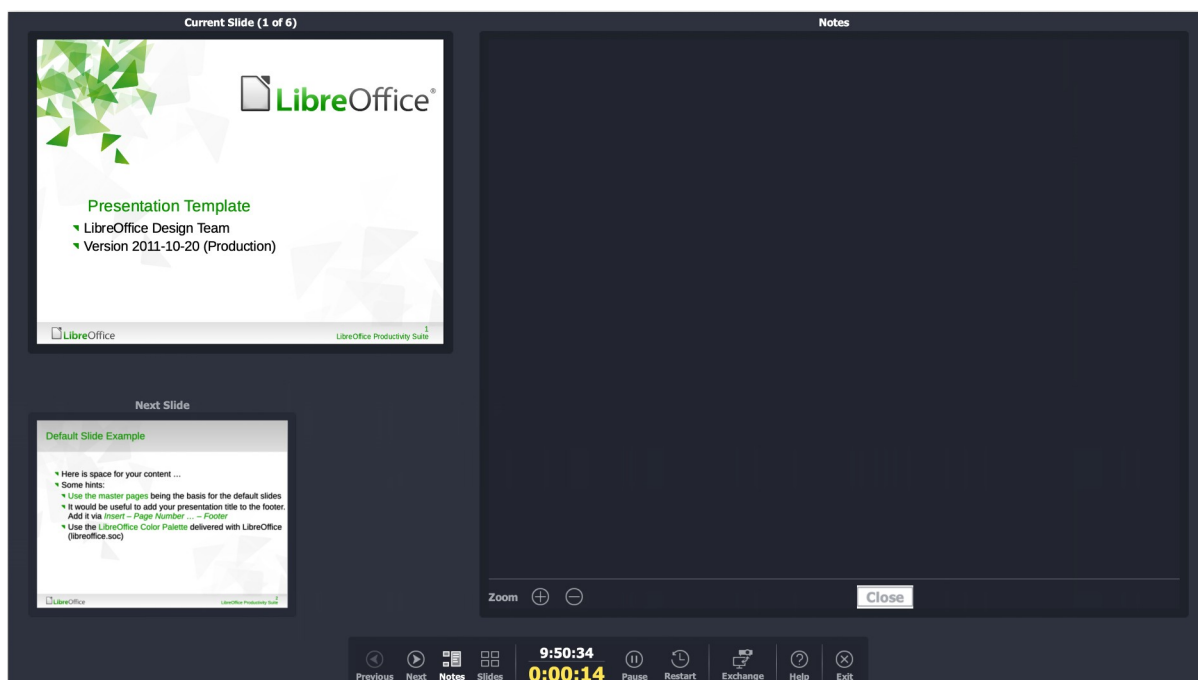 Current Slide (1 of 6)
LibreOffice®
Presentation Template
LibreOffice Design Team
Version 2011-10-20 (Production)
LibreOffice
1
LibreOffice Productivity Suite
Next Slide
Default Slide Example
Here is space for your content …
Some hints:
Use the master pages being the basis for the default slides
It would be useful to add your presentation title to the footer.
Add it via Insert – Page Number … – Footer
Use the LibreOffice Color Palette delivered with LibreOffice
(libreoffice.soc)
LibreOffice
2
LibreOffice Productivity Suite
Notes
Zoom
Close
Previous
Next
Notes
Slides
9:50:34
0:00:14
Pause
Restart
Exchange
Help
Exit